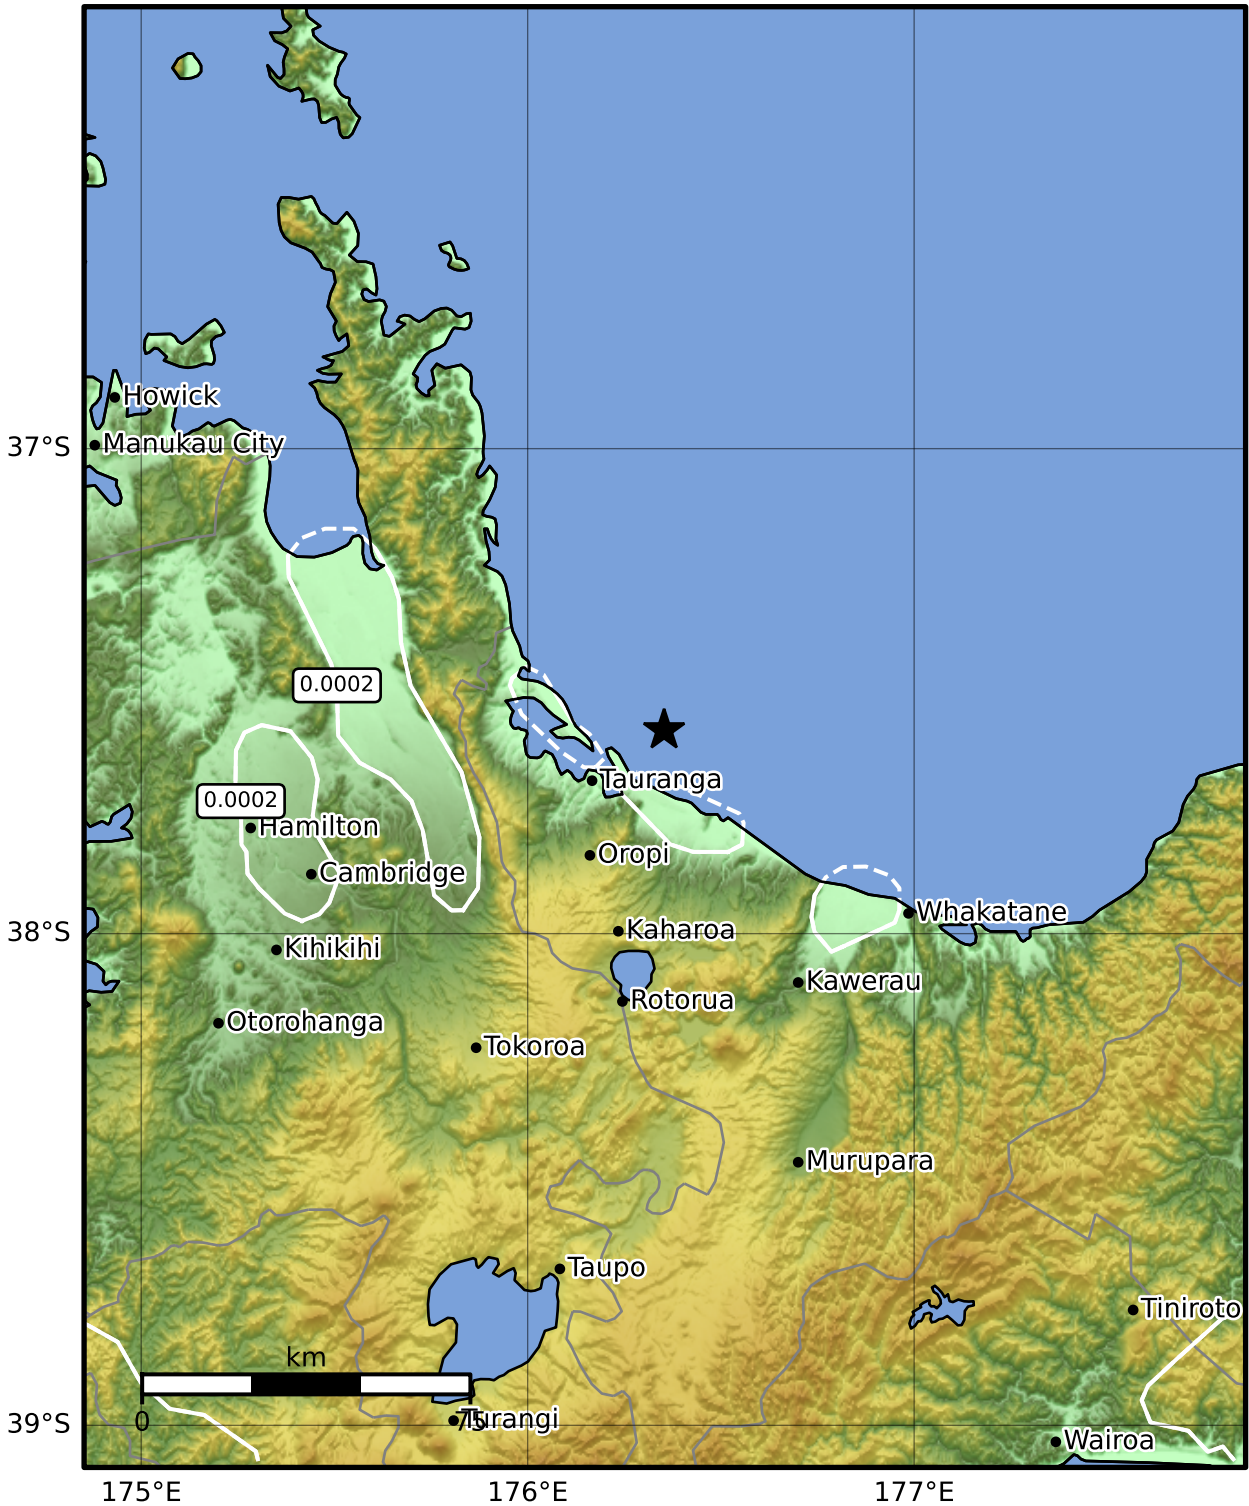 Howick
37°S
Manukau City
0.0002
Tauranga
0.0002
Hamilton
Oropi
Cambridge
Whakatane
38°S
Kaharoa
Kihikihi
Kawerau
Rotorua
Otorohanga
Tokoroa
Murupara
Taupo
Tiniroto
km
0
75
Turangi
39°S
Wairoa
175°E
176°E
177°E